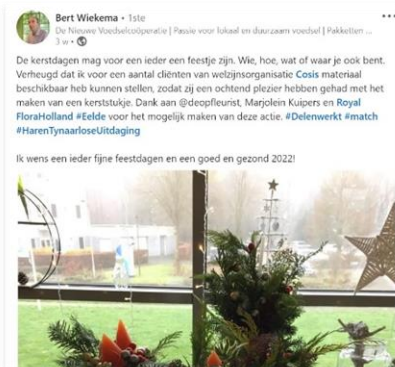 Bert Wiekema • 1ste
De Nieuwe Voedselcoöperatie | Passie voor lokaal en duurzaam voedsel | Pakketten ...
3 w •
De kerstdagen mag voor een ieder een feestje zijn. Wie, hoe, wat of waar je ook bent.
Verheugd dat ik voor een aantal cliënten van welzijnsorganisatie Cosis materiaal
beschikbaar heb kunnen stellen, zodat zij een ochtend plezier hebben gehad met het
maken van een kerststukje. Dank aan @deopfleurist, Marjolein Kuipers en Royal
FloraHolland #Eelde voor het mogelijk maken van deze actie. #Delenwerkt #match
#HarenTynaarloseUitdaging
Ik wens een ieder fijne feestdagen en een goed en gezond 2022!